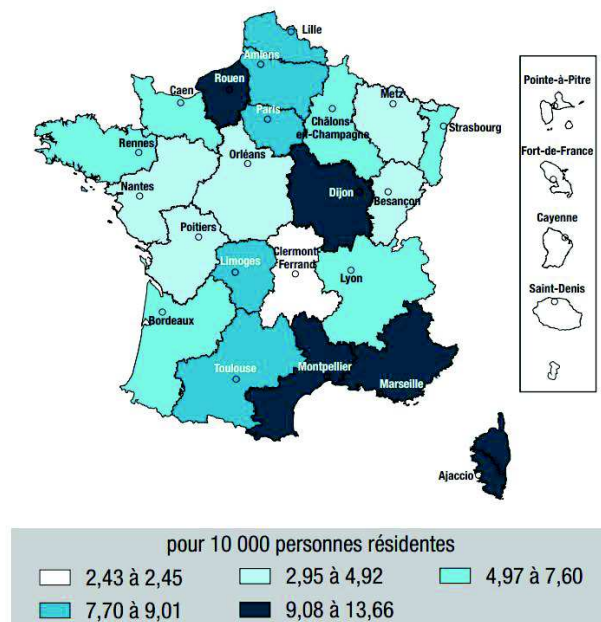 Lille
Amiens
Rouen
Caen
Paris
Metz
Châlons
en-Champagne
Strasbourg
Rennes
Orléans
Nantes
Dijon
Besançon
Poitiers
Limoges
Clermont-
Ferrand
Lyon
Bordeaux
Toulouse
Montpellier
Marseille
Ajaccio
Pointe-à-Pitre
Fort-de-France
Cayenne
Saint-Denis
pour 10 000 personnes résidentes
2,43 à 2,45
2,95 à 4,92
4,97 à 7,60
7,70 à 9,01
9,08 à 13,66